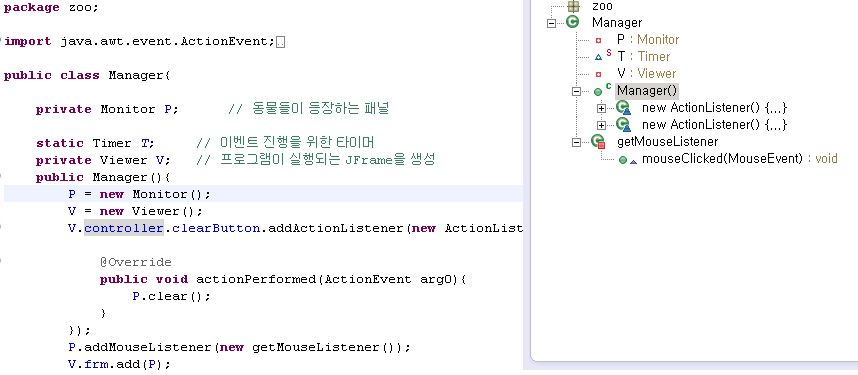 package zoo;
import java.awt.event.ActionEvent;
public class Manager{
private Monitor P; // 동물들이 등장하는 패널
static Timer T; // 이벤트 진행을 위한 타이머
private Viewer V; // 프로그램이 실행되는 JFrame을 생성
public Manager(){
P = new Monitor();
V = new Viewer();
V.controller.clearButton.addActionListener(new ActionList
@Override
public void actionPerformed(ActionEvent arg0){
P.clear();
}
});
P.addMouseListener(new getMouseListener());
V.frm.add(P);
zoo
Manager
P : Monitor
S T : Timer
V : Viewer
C Manager()
new ActionListener() {...}
new ActionListener() {...}
getMouseListener
mouseClicked(MouseEvent) : void